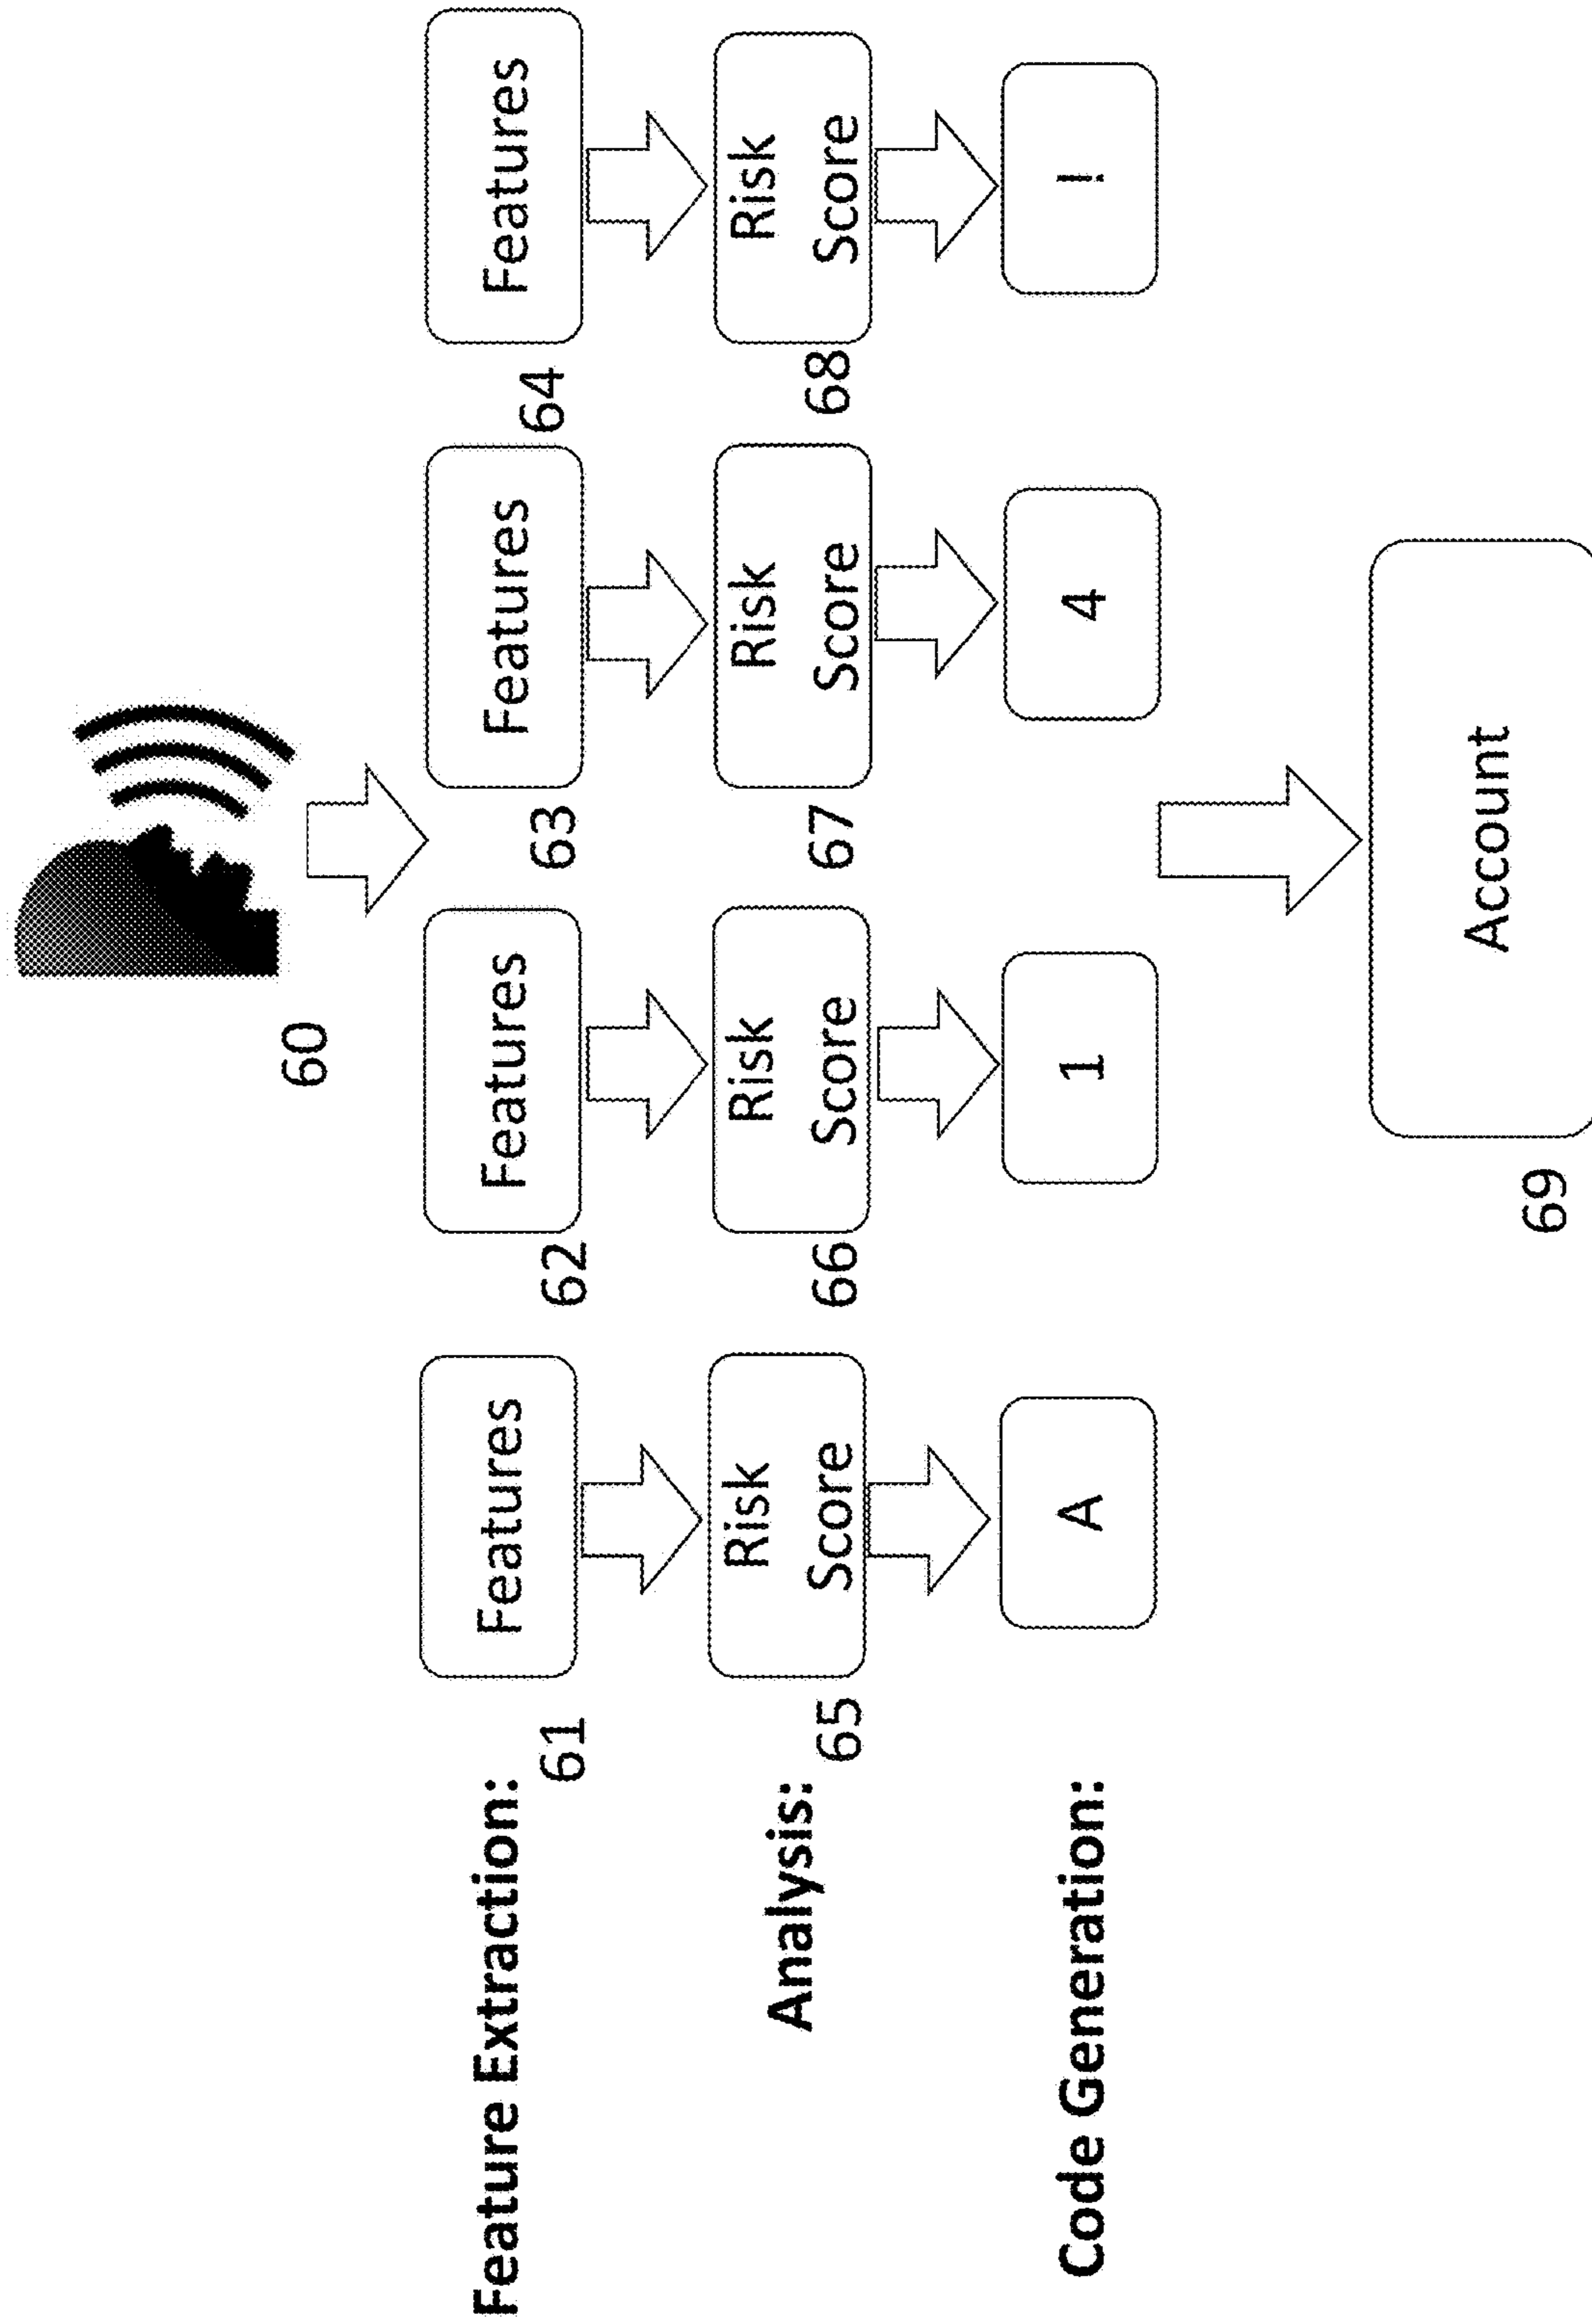 60
Feature Extraction:
Features
Features
Features
Features
61
62
63
64
Analysis:
Risk
Score
Risk
Score
Risk
Score
Risk
Score
65
66
67
68
Code Generation:
A
1
4
!
Account
69